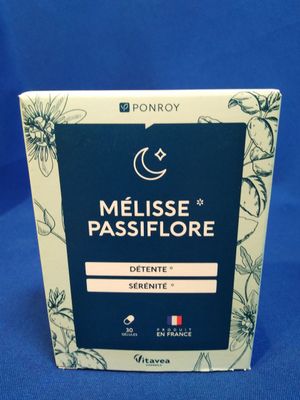 PONROY
MÉLISSE *
PASSIFLORE
DÉTENTE *
SÉRÉNITÉ *
30
GÉLULES
PRODUIT
EN FRANCE
Vitavea